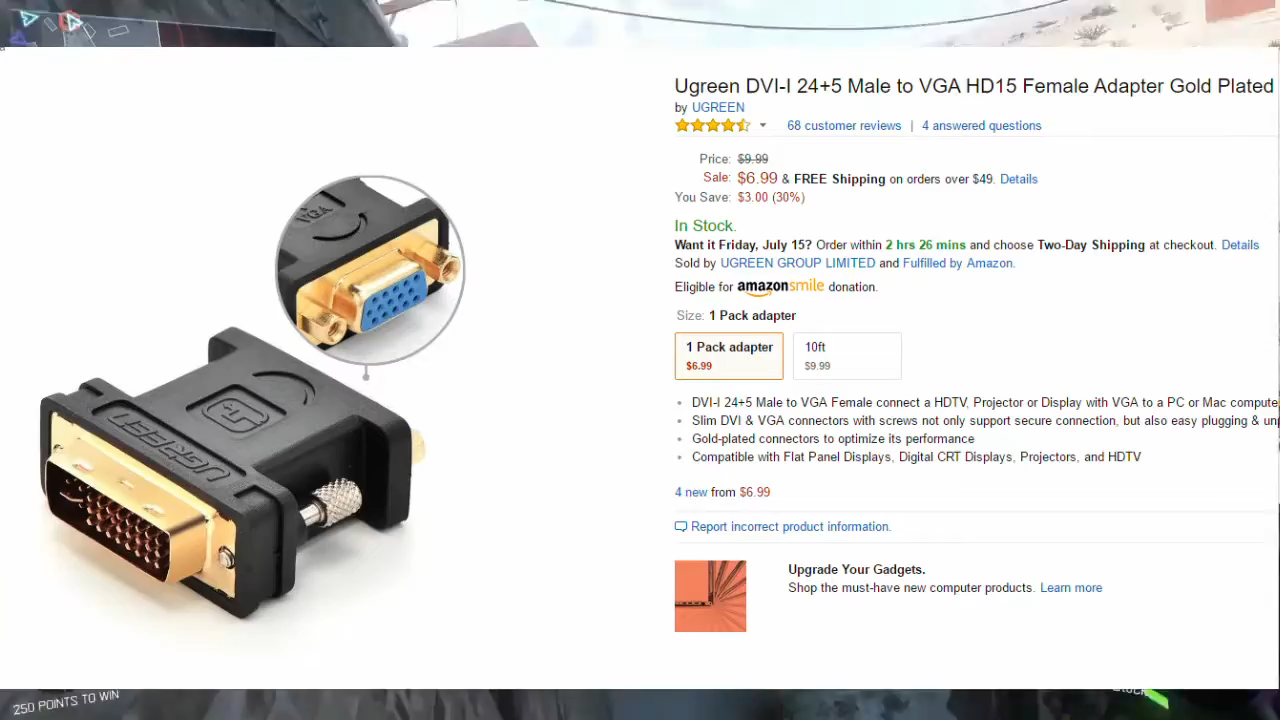 Ugreen DVI-I 24+5 Male to VGA HD15 Female Adapter Gold Plated
by UGREEN
68 customer reviews | 4 answered questions
Price: $9.99
Sale: $6.99 & FREE Shipping on orders over $49. Details
You Save: $3.00 (30%)
In Stock.
Want it Friday, July 15? Order within 2 hrs 26 mins and choose Two-Day Shipping at checkout. Details
Sold by UGREEN GROUP LIMITED and Fulfilled by Amazon.
Eligible for amazonsmile donation.
Size: 1 Pack adapter
1 Pack adapter
$6.99
10ft
$9.99
DVI-I 24+5 Male to VGA Female connect a HDTV, Projector or Display with VGA to a PC or Mac compute
Slim DVI & VGA connectors with screws not only support secure connection, but also easy plugging & un
Gold-plated connectors to optimize its performance
Compatible with Flat Panel Displays, Digital CRT Displays, Projectors, and HDTV
4 new from $6.99
Report incorrect product information.
Upgrade Your Gadgets.
Shop the must-have new computer products. Learn more
VGA
UGREEN
250 POINTS TO WIN